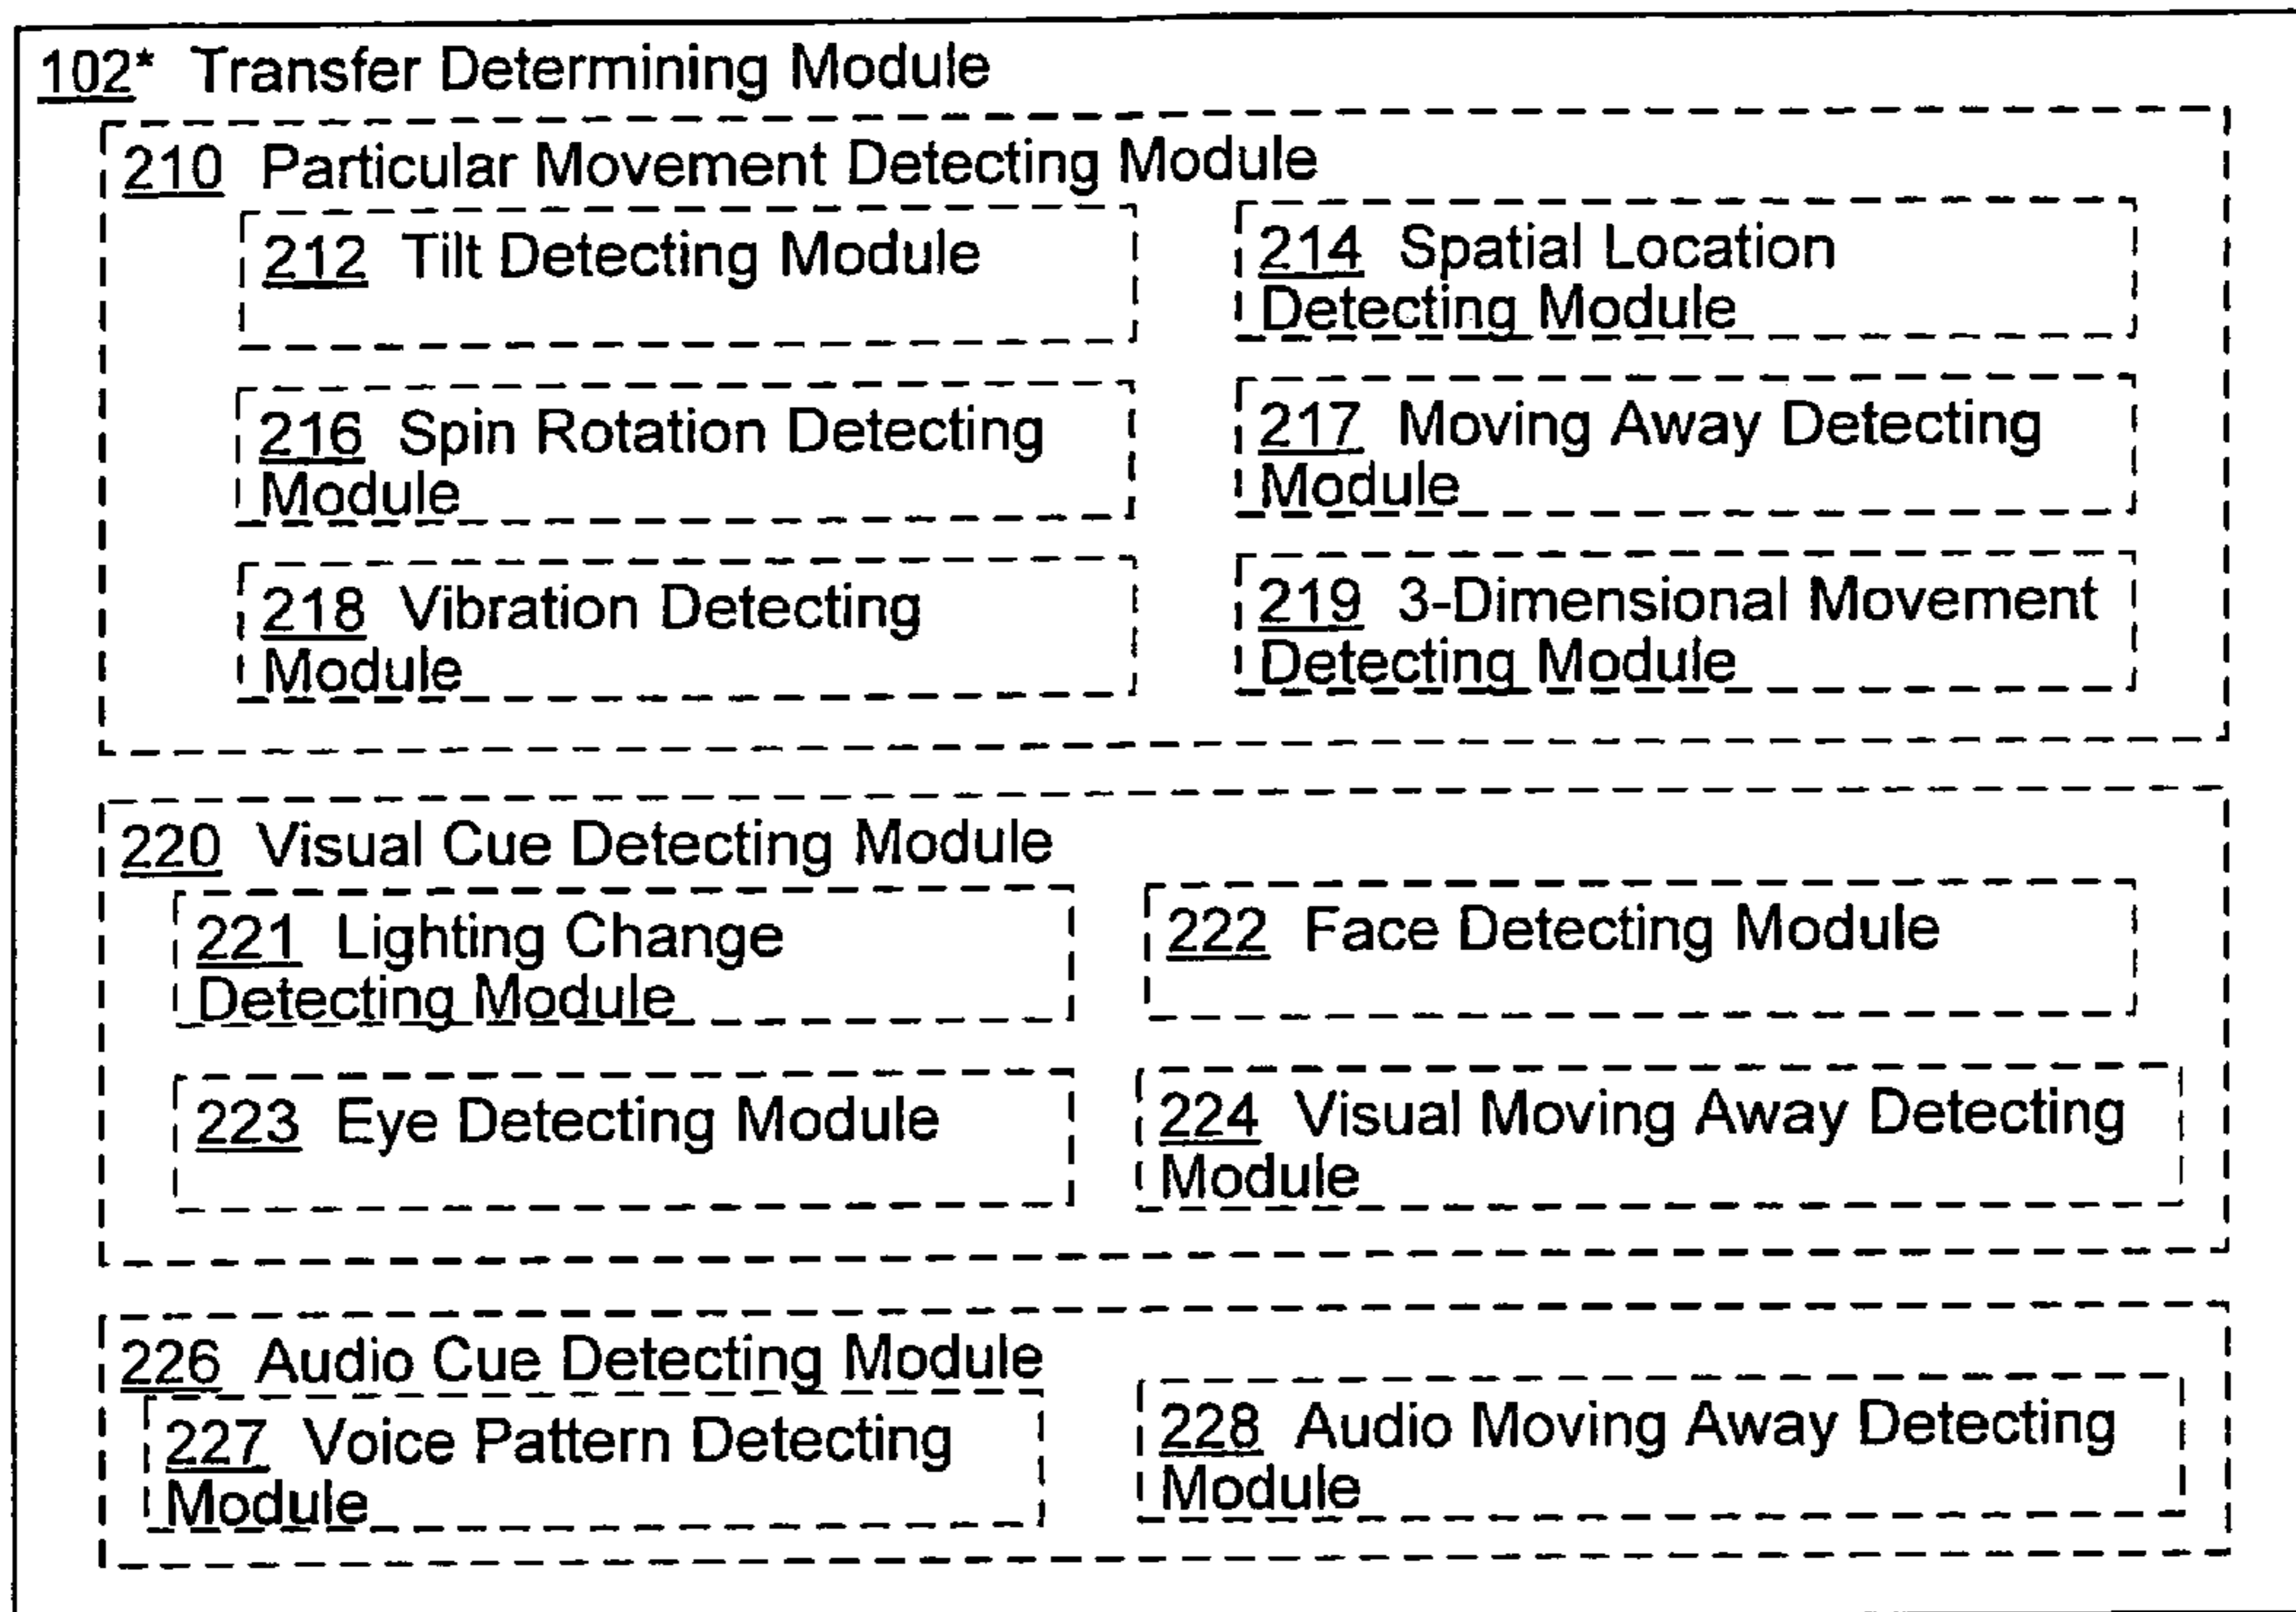 102* Transfer Determining Module
210 Particular Movement Detecting Module
212 Tilt Detecting Module
214 Spatial Location
Detecting Module
216 Spin Rotation Detecting
Module
217 Moving Away Detecting
Module
218 Vibration Detecting
Module
219 3-Dimensional Movement
Detecting Module
220 Visual Cue Detecting Module
221 Lighting Change
Detecting Module
222 Face Detecting Module
223 Eye Detecting Module
224 Visual Moving Away Detecting
Module
226 Audio Cue Detecting Module
227 Voice Pattern Detecting
Module
228 Audio Moving Away Detecting
Module